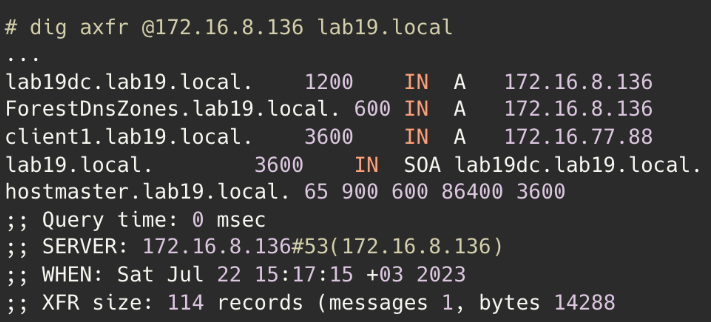 # dig axfr @172.16.8.136 lab19.local
...
lab19dc.lab19.local. 1200 IN A 172.16.8.136
ForestDnsZones.lab19.local. 600 IN A 172.16.8.136
client1.lab19.local. 3600 IN A 172.16.77.88
lab19.local. 3600 IN SOA lab19dc.lab19.local.
hostmaster.lab19.local. 65 900 600 86400 3600
;; Query time: 0 msec
;; SERVER: 172.16.8.136#53(172.16.8.136)
;; WHEN: Sat Jul 22 15:17:15 +03 2023
;; XFR size: 114 records (messages 1, bytes 14288